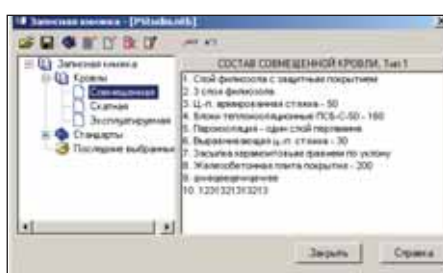 Записная книжка - [PStudio.ntb]
Записная книжка
Кровли
Совмещенная
Скатная
Эксплуатируемая
Стандарты
Последние выбранные
СОСТАВ СОВМЕЩЕННОЙ КРОВЛИ, Тип 1
1. Слой филизола с защитным покрытием
2. 3 слоя филизола
3. Ц.-п. армированная стяжка - 50
4. Блоки теплоизоляционные ПСБ-С-50 - 160
5. Пароизоляция - один слой пергамина
6. Выравнивающая ц.-п. стяжка - 30
7. Засыпка керамзитовым гравием по уклону
8. Железобетонная плита покрытия - 200
9.
10. 1231321313213
Закрыть
Справка